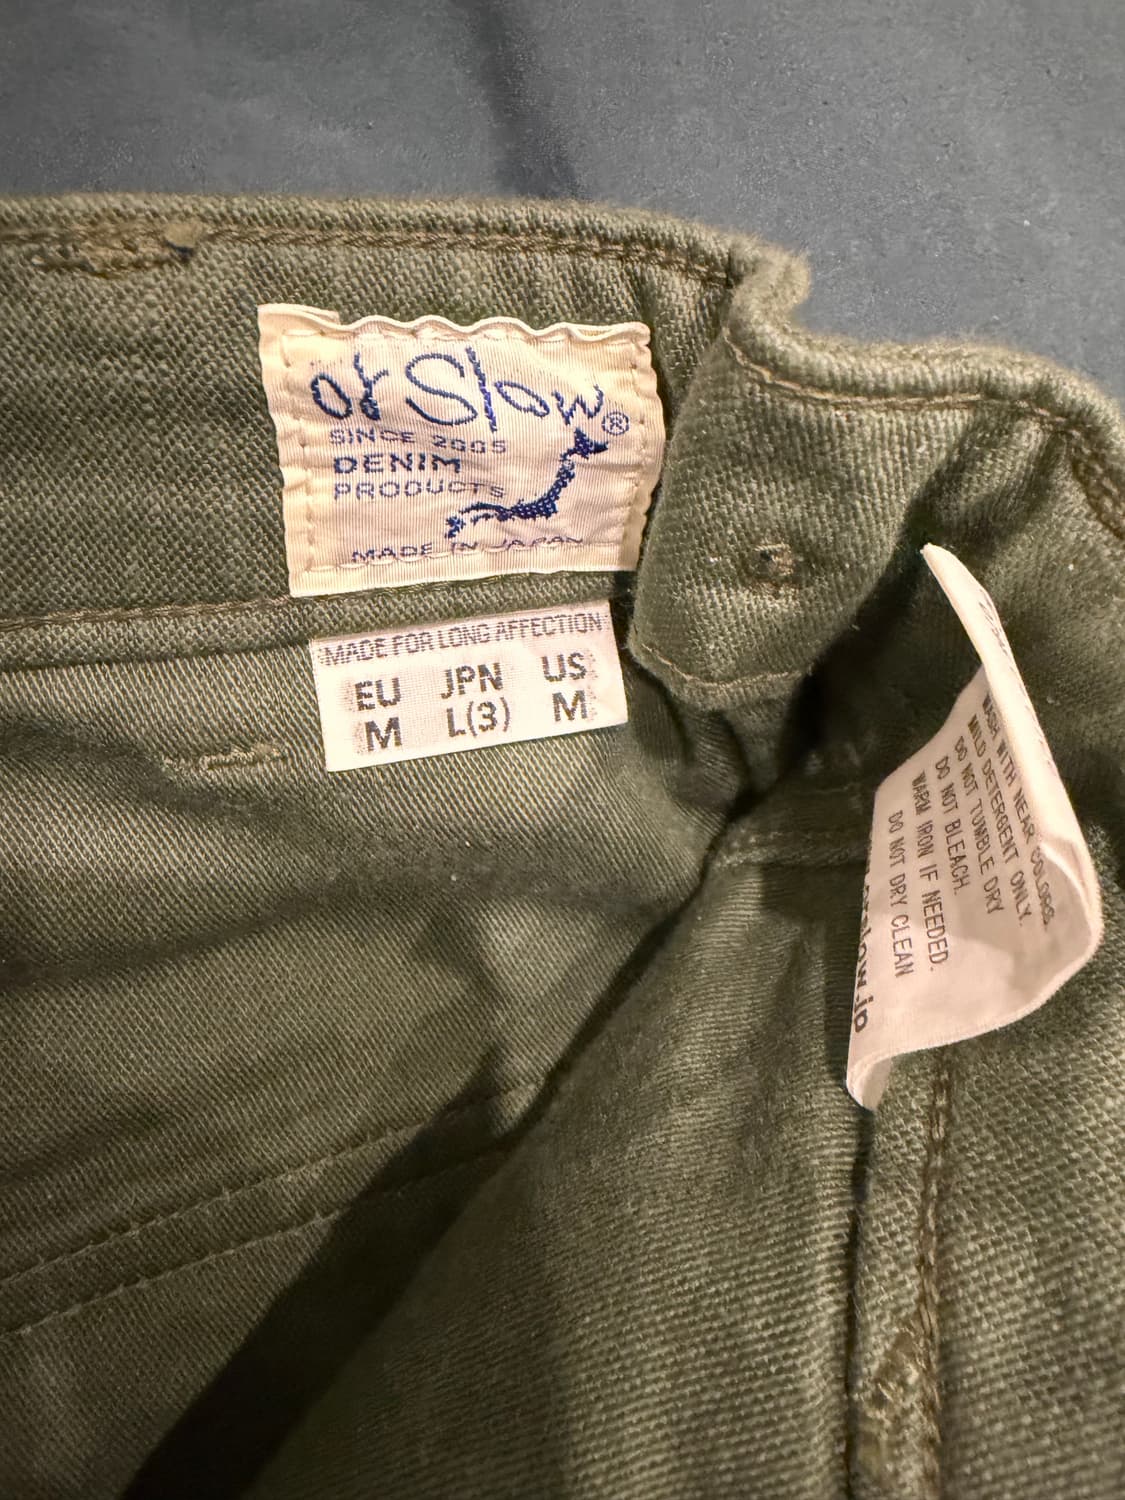 or Slow®
SINCE 2005
DENIM
PRODUCTS
MADE IN JAPAN
MADE FOR LONG AFFECTION
EU JPN US
M L(3) M
WASH WITH NEAR COLORS.
MILD DETERGENT ONLY.
DO NOT TUMBLE DRY
DO NOT BLEACH.
WARM IRON IF NEEDED.
DO NOT DRY CLEAN